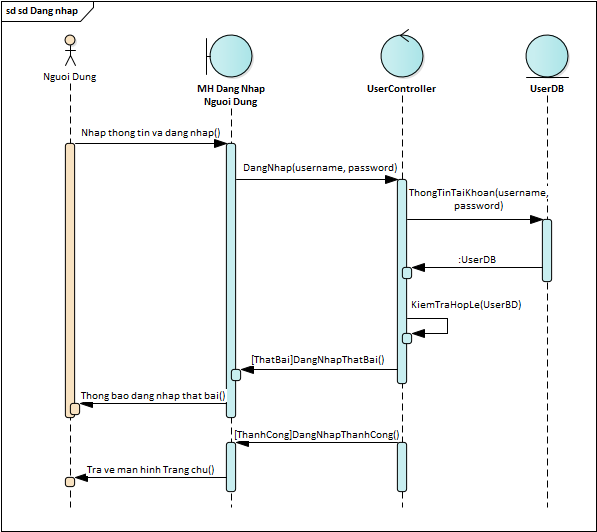 sd sd Dang nhap
Nguoi Dung
MH Dang Nhap
Nguoi Dung
UserController
UserDB
Nhap thong tin va dang nhap()
DangNhap(username, password)
ThongTinTaiKhoan(username,
password)
:UserDB
KiemTraHopLe(UserBD)
[ThatBai]DangNhapThatBai()
Thong bao dang nhap that bai()
[ThanhCong]DangNhapThanhCong()
Tra ve man hinh Trang chu()